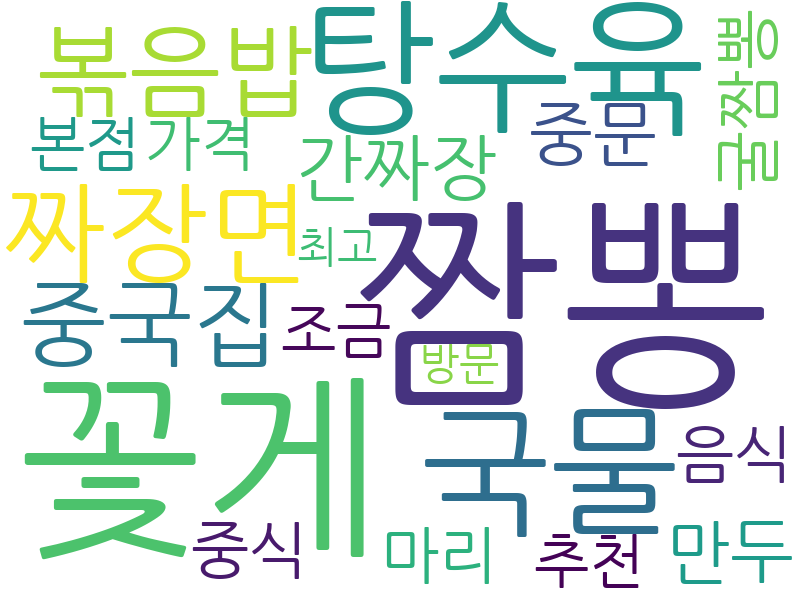 복음밥
탕수육
굴짬뽕
본점
가격
간짜장
중문
짜장면
최고
짬뽕
중국집
조금
방문
꽃게
국물
음식
중식
마리
추천
만두